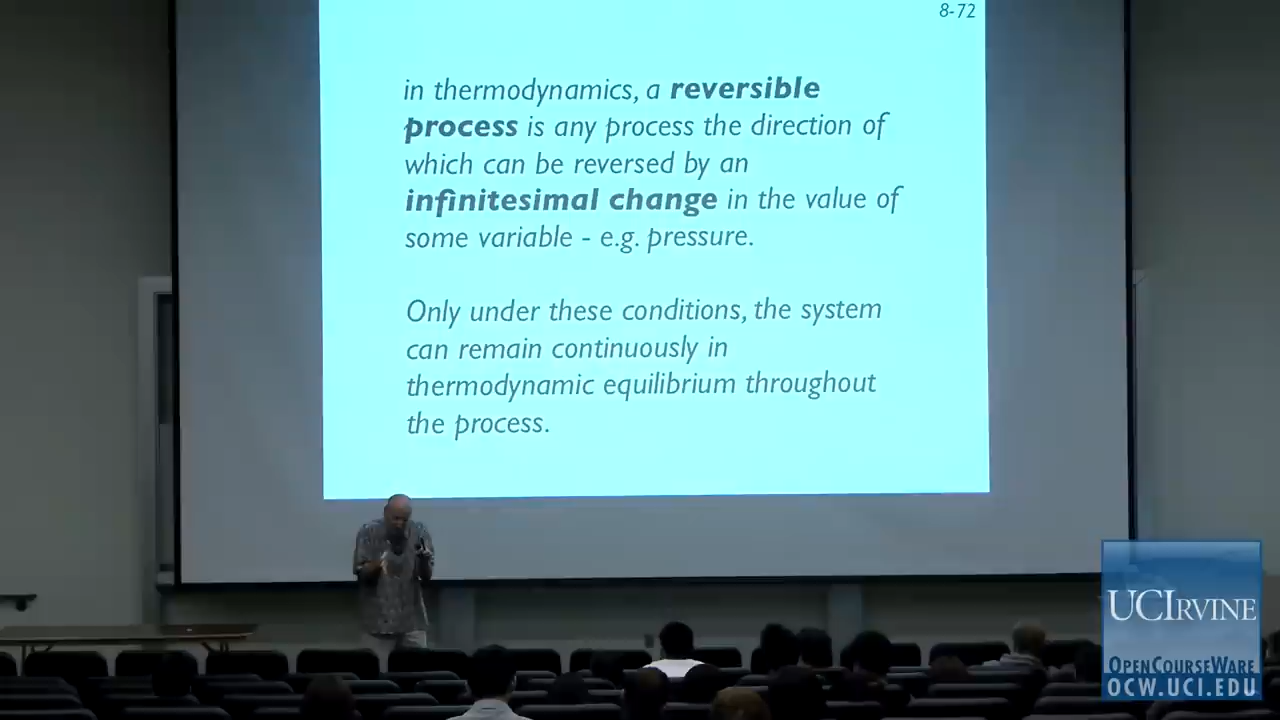 8-72
in thermodynamics, a reversible
process is any process the direction of
which can be reversed by an
infinitesimal change in the value of
some variable - e.g. pressure.
Only under these conditions, the system
can remain continuously in
thermodynamic equilibrium throughout
the process.
UCIRVINE
OPENCOURSEWARE
OCW.UCI.EDU